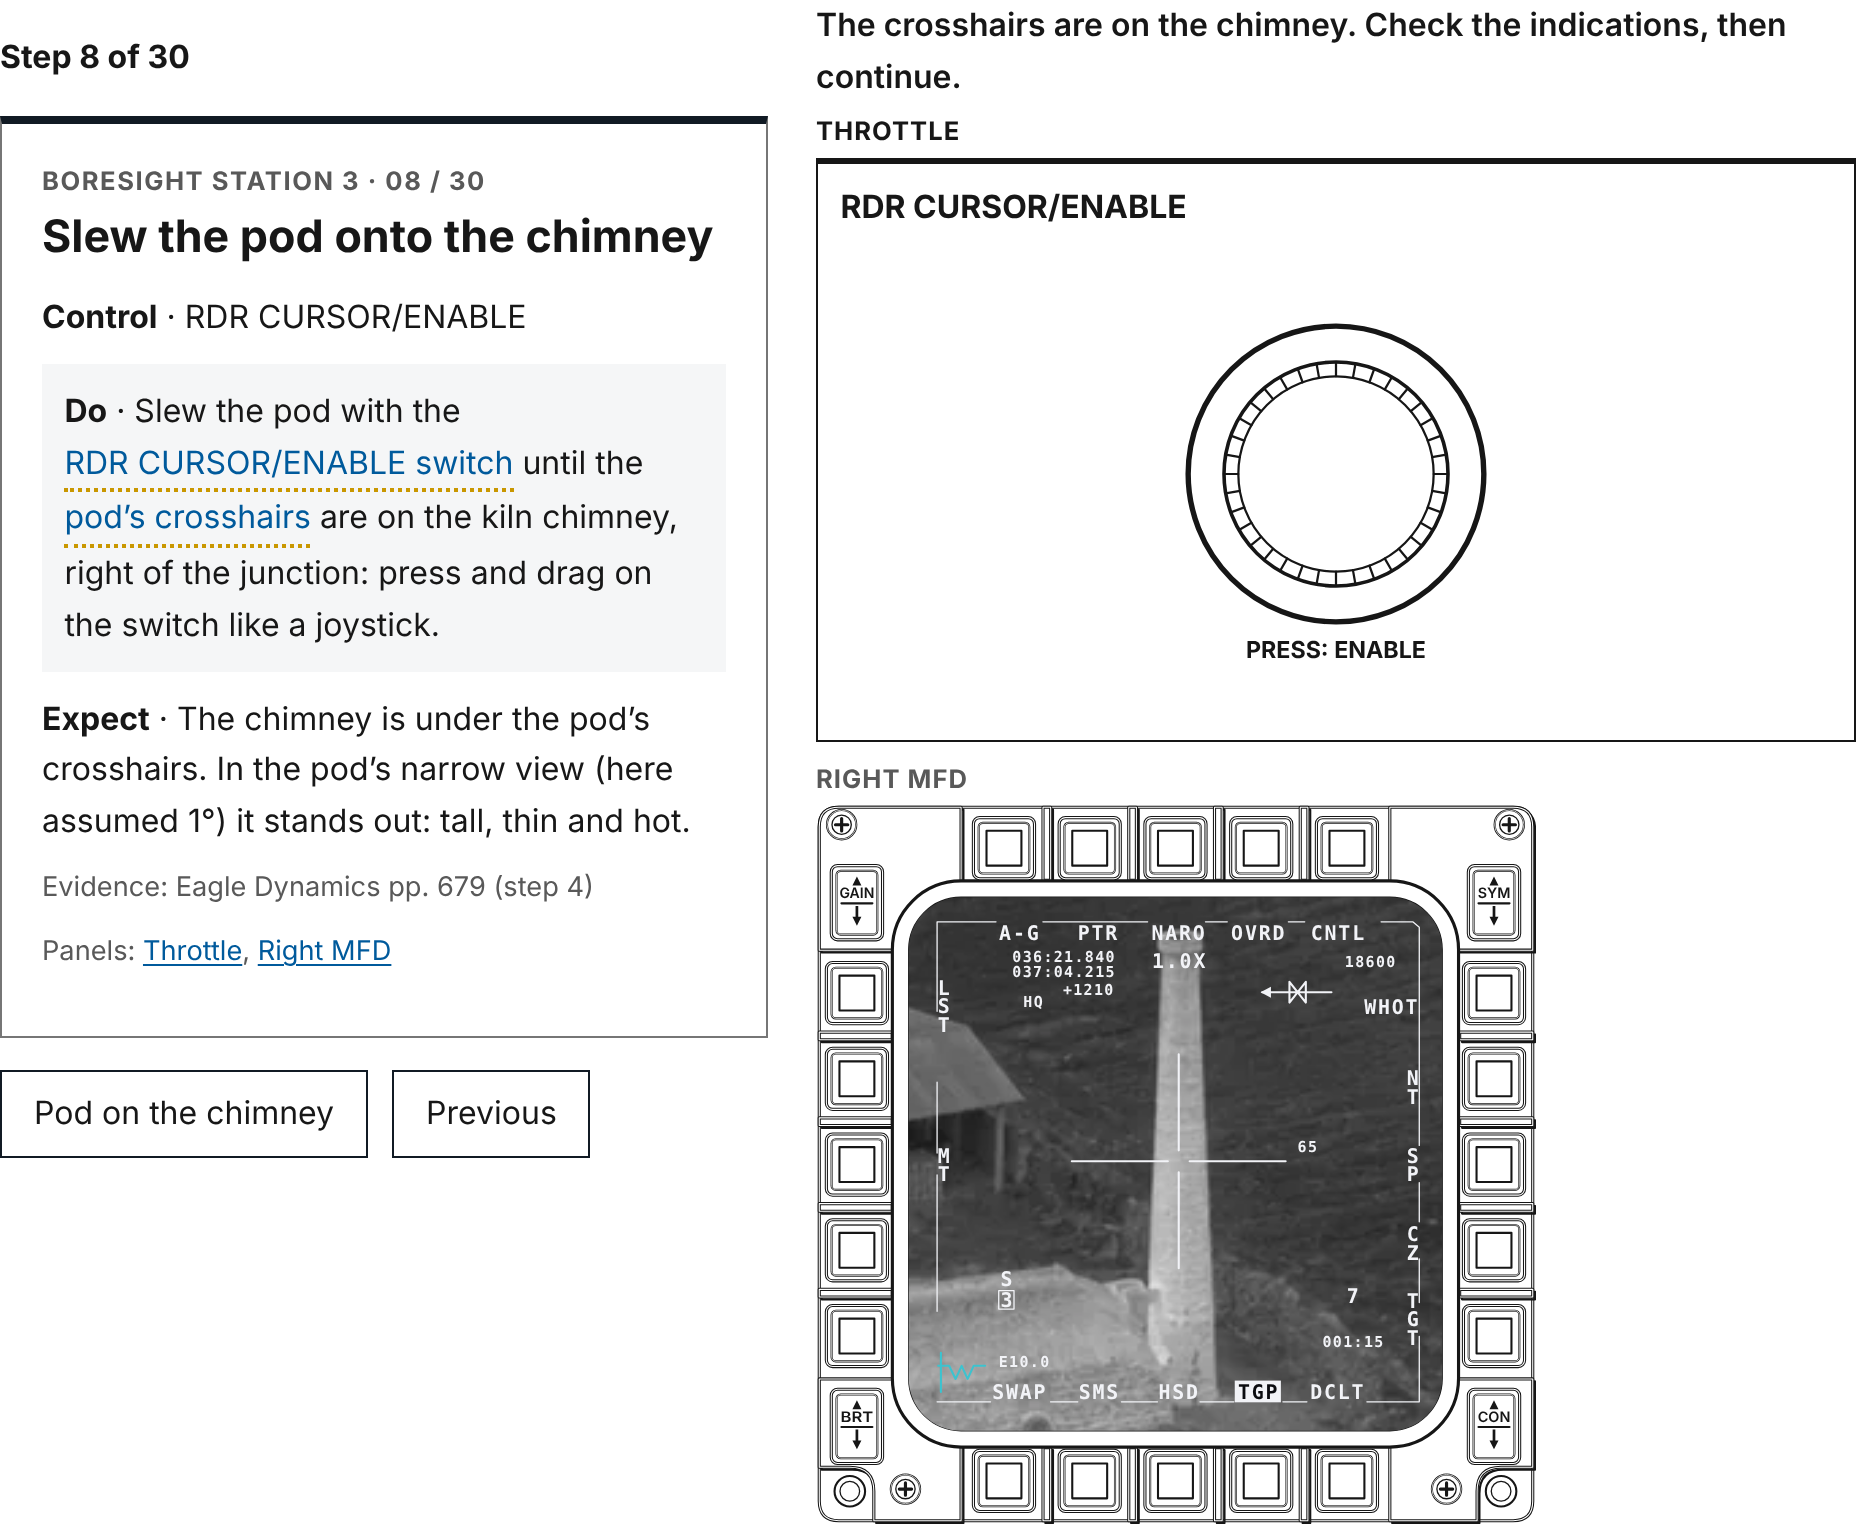 Step 8 of 30
BORESIGHT STATION 3 · 08 / 30
Slew the pod onto the chimney
Control · RDR CURSOR/ENABLE
Do · Slew the pod with the
RDR CURSOR/ENABLE switch until the
pod’s crosshairs are on the kiln chimney,
right of the junction: press and drag on
the switch like a joystick.
Expect · The chimney is under the pod’s
crosshairs. In the pod’s narrow view (here
assumed 1°) it stands out: tall, thin and hot.
Evidence: Eagle Dynamics pp. 679 (step 4)
Panels: Throttle, Right MFD
Pod on the chimney
Previous
The crosshairs are on the chimney. Check the indications, then
continue.
THROTTLE
RDR CURSOR/ENABLE
PRESS: ENABLE
RIGHT MFD
GAIN
SYM
A-G PTR NARO OVRD CNTL
036:21.840
037:04.215
+1210
HQ
1.0X
18600
WHOT
LST
NT
65
MT
SP
CZ
S
3
7
TGT
001:15
E10.0
SWAP SMS HSD TGP DCLT
BRT
CON